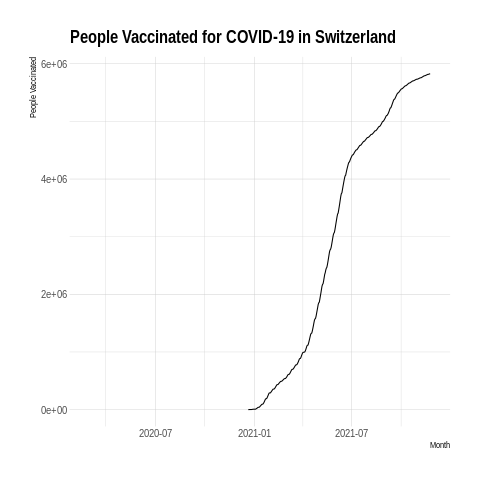 People Vaccinated for COVID-19 in Switzerland
People Vaccinated
6e+06
4e+06
2e+06
0e+00
2020-07 2021-01 2021-07
Month